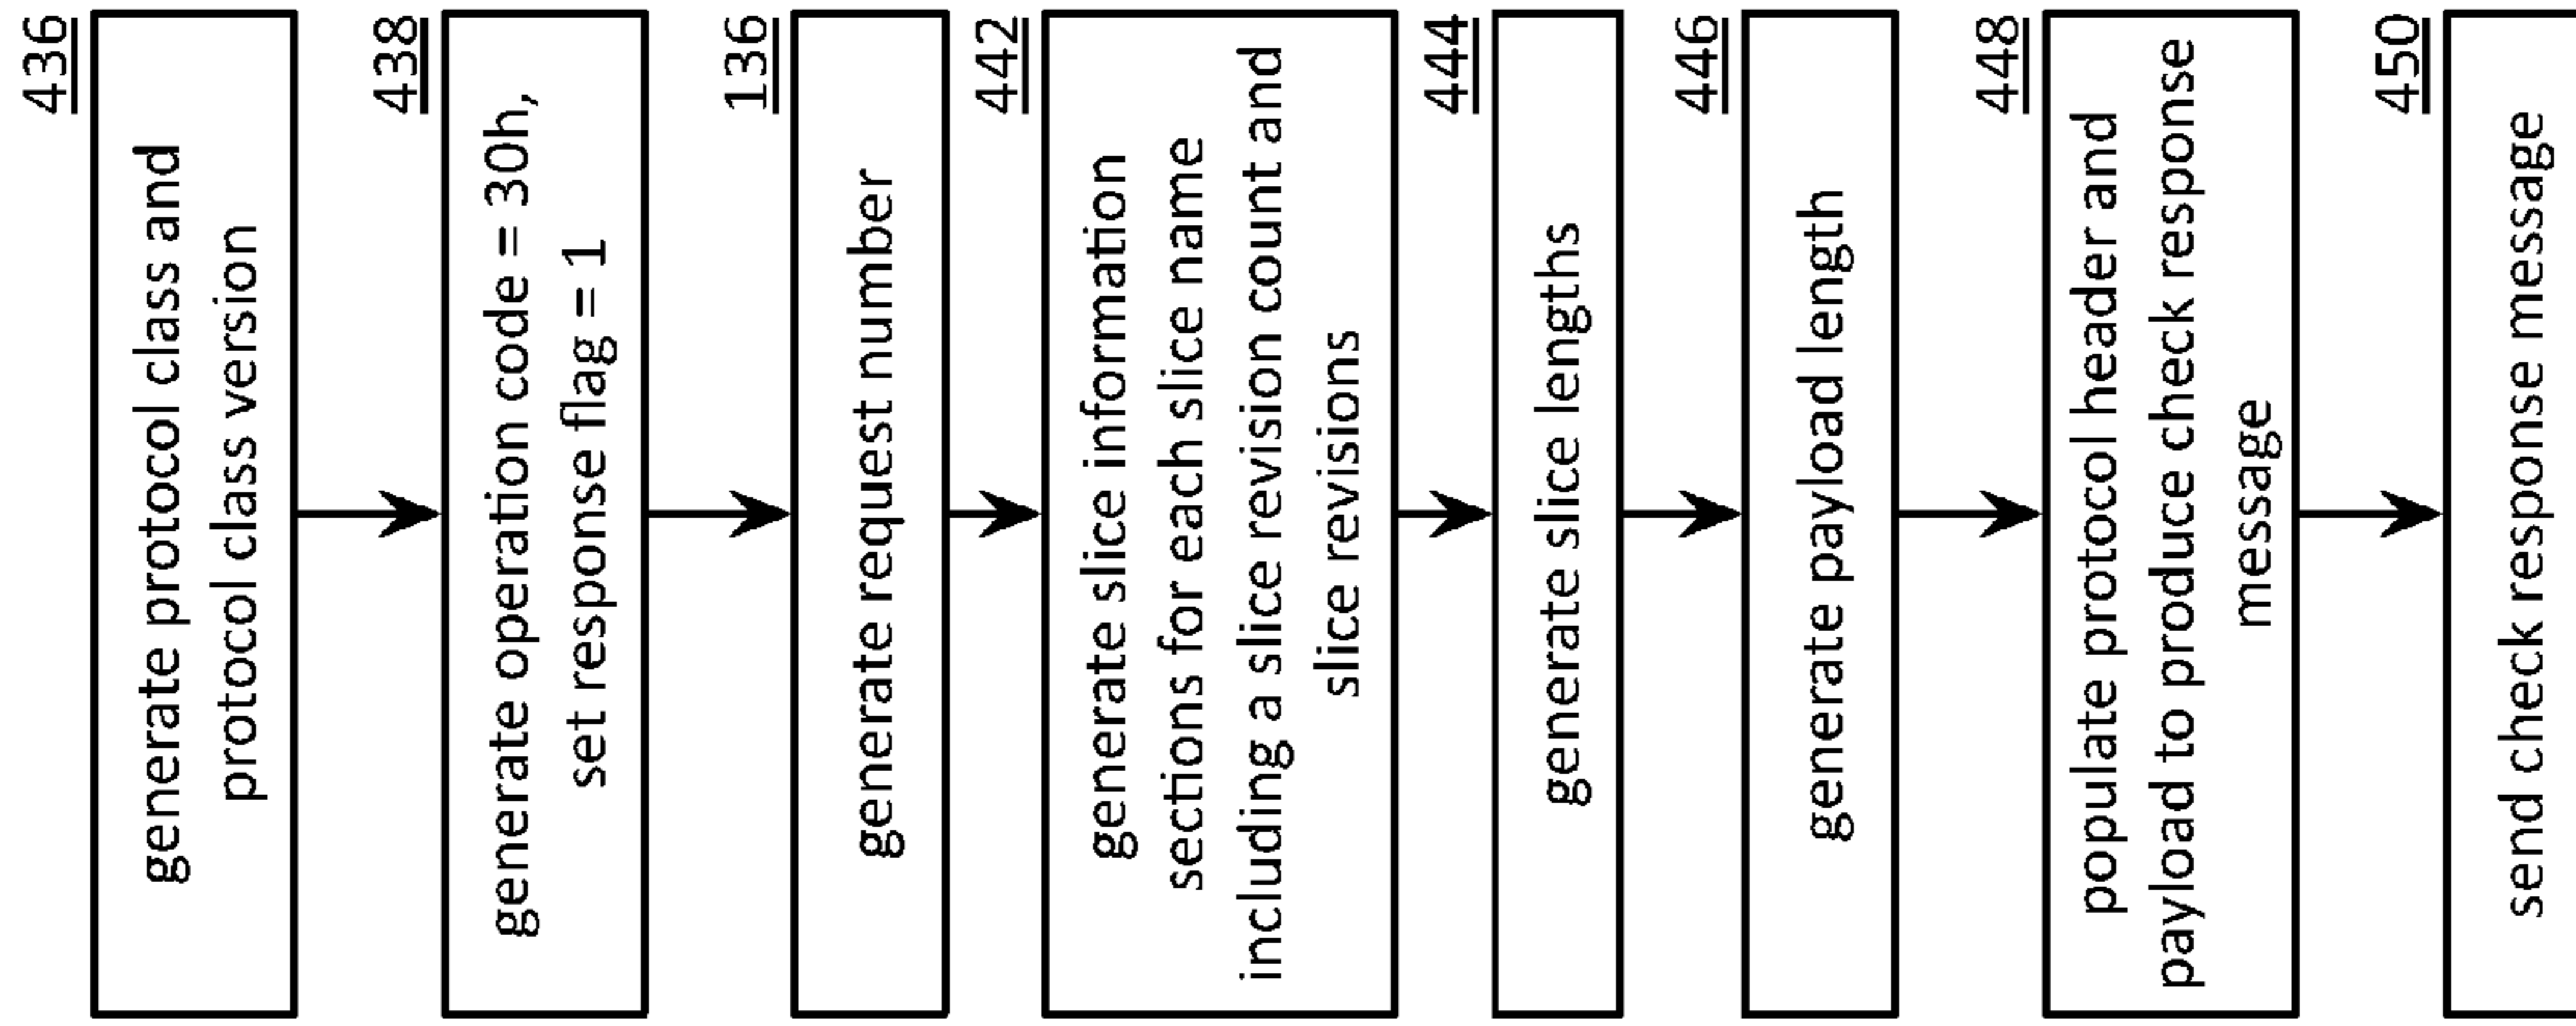 436
generate protocol class and
protocol class version
438
generate operation code = 30h,
set response flag = 1
136
generate request number
442
generate slice information
sections for each slice name
including a slice revision count and
slice revisions
444
generate slice lengths
446
generate payload length
448
populate protocol header and
payload to produce check response
message
450
send check response message